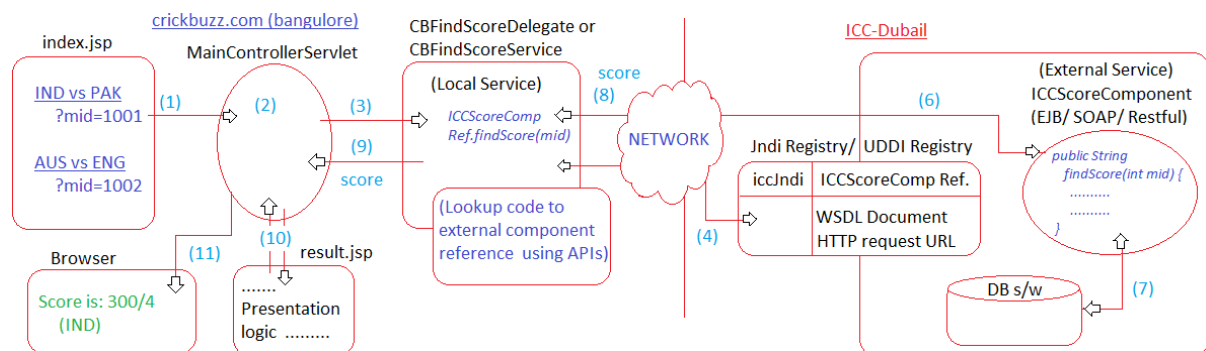 crickbuzz.com (bangulore)
index.jsp
IND vs PAK
?mid=1001
AUS vs ENG
?mid=1002
(1)
MainControllerServlet
(2)
(3)
(9)
score
CBFindScoreDelegate or
CBFindScoreService
(Local Service)
ICCScoreComp
Ref.findScore(mid)
(Lookup code to
external component
reference using APIs)
score
(8)
NETWORK
(4)
ICC-Dubail
(6)
(External Service)
ICCScoreComponent
(EJB/ SOAP/ Restful)
public String
findScore(int mid) {
..........
..........
}
Jndi Registry/ UDDI Registry
iccJndi
ICCScoreComp Ref.
WSDL Document
HTTP request URL
(7)
DB s/w
(10)
result.jsp
.......
Presentation
logic .........
(11)
Browser
Score is: 300/4
(IND)